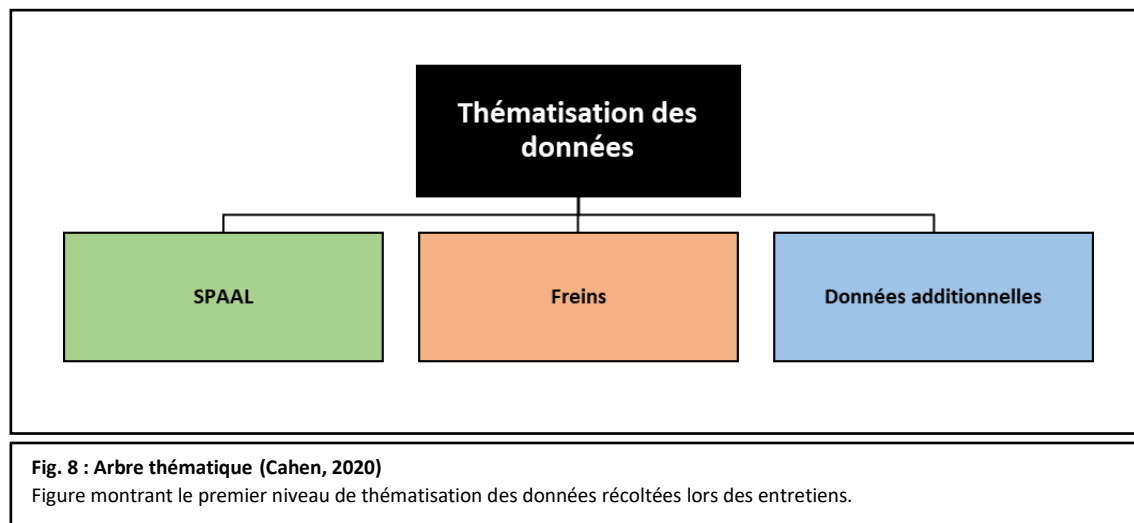 Thématisation des
données
SPAAL
Freins
Données additionnelles
Fig. 8 : Arbre thématique (Cahen, 2020)
Figure montrant le premier niveau de thématisation des données récoltées lors des entretiens.